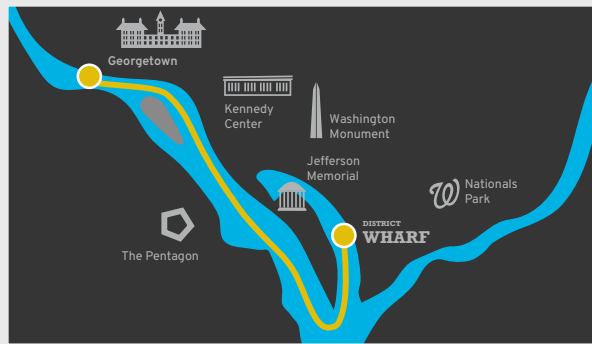 Georgetown
Kennedy
Center
Washington
Monument
Jefferson
Memorial
W
Nationals
Park
DISTRICT
WHARF
The Pentagon